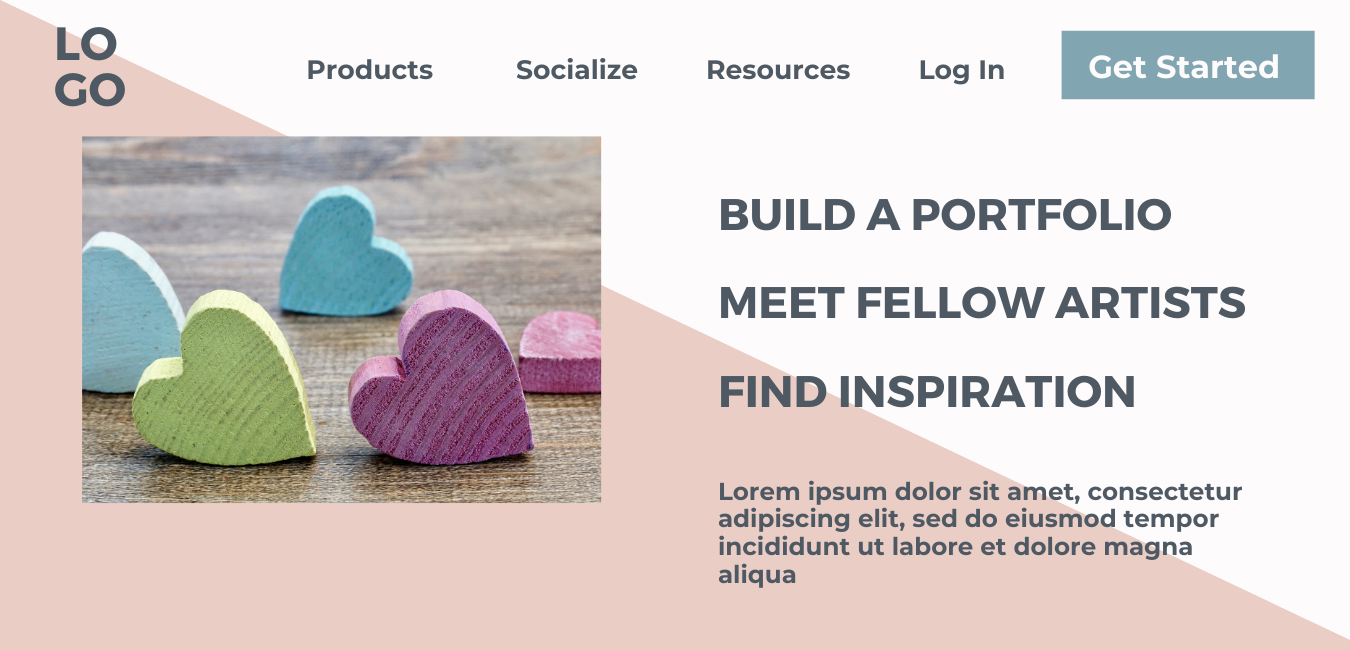 LO
GO
Products
Socialize
Resources
Log In
Get Started
BUILD A PORTFOLIO
MEET FELLOW ARTISTS
FIND INSPIRATION
Lorem ipsum dolor sit amet, consectetur
adipiscing elit, sed do eiusmod tempor
incididunt ut labore et dolore magna
aliqua